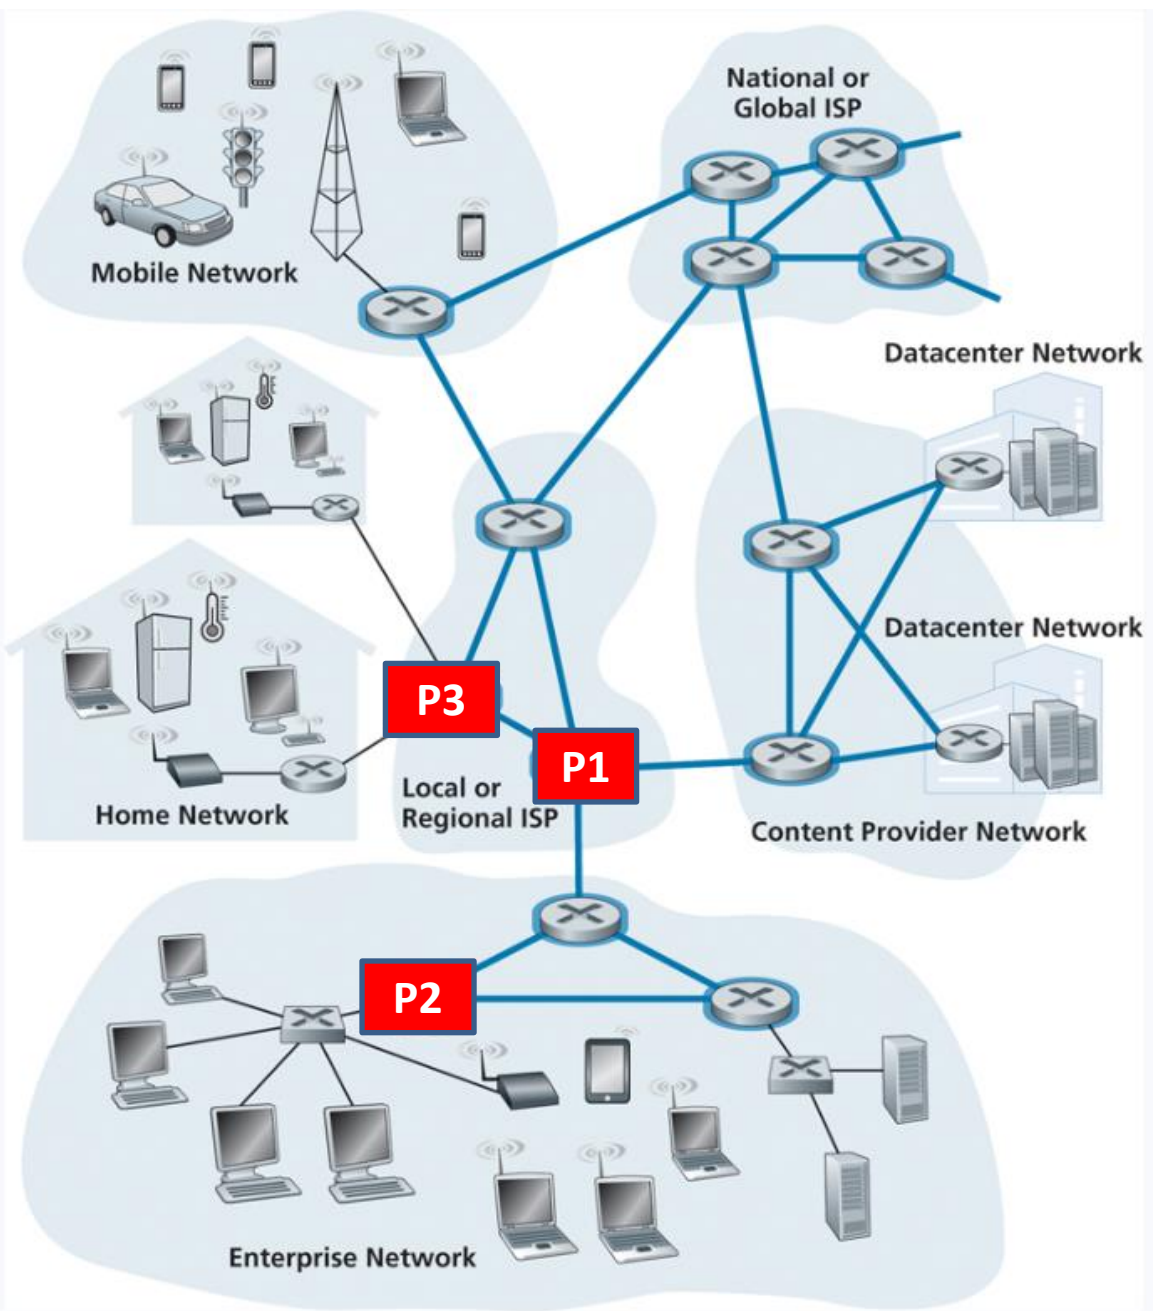 National or
Global ISP
Mobile Network
Datacenter Network
Datacenter Network
P3
P1
Local or
Regional ISP
Home Network
Content Provider Network
P2
Enterprise Network